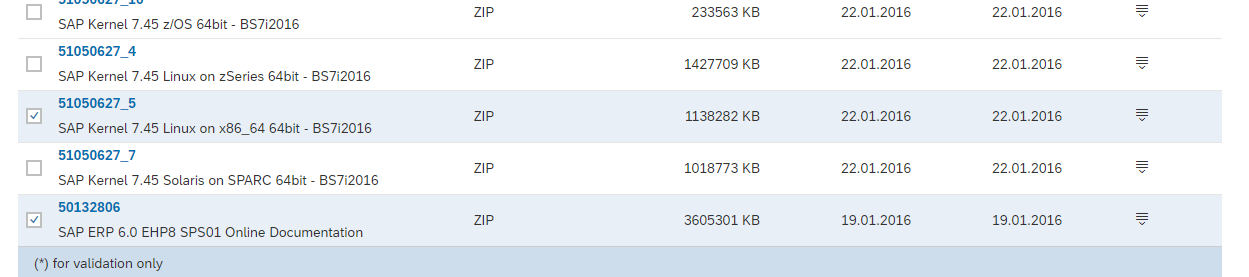 51050627_10
SAP Kernel 7.45 z/OS 64bit - BS7i2016 ZIP 233563 KB 22.01.2016 22.01.2016
51050627_4
SAP Kernel 7.45 Linux on zSeries 64bit - BS7i2016 ZIP 1427709 KB 22.01.2016 22.01.2016
51050627_5
SAP Kernel 7.45 Linux on x86_64 64bit - BS7i2016 ZIP 1138282 KB 22.01.2016 22.01.2016
51050627_7
SAP Kernel 7.45 Solaris on SPARC 64bit - BS7i2016 ZIP 1018773 KB 22.01.2016 22.01.2016
50132806
SAP ERP 6.0 EHP8 SPS01 Online Documentation ZIP 3605301 KB 19.01.2016 19.01.2016
(*) for validation only